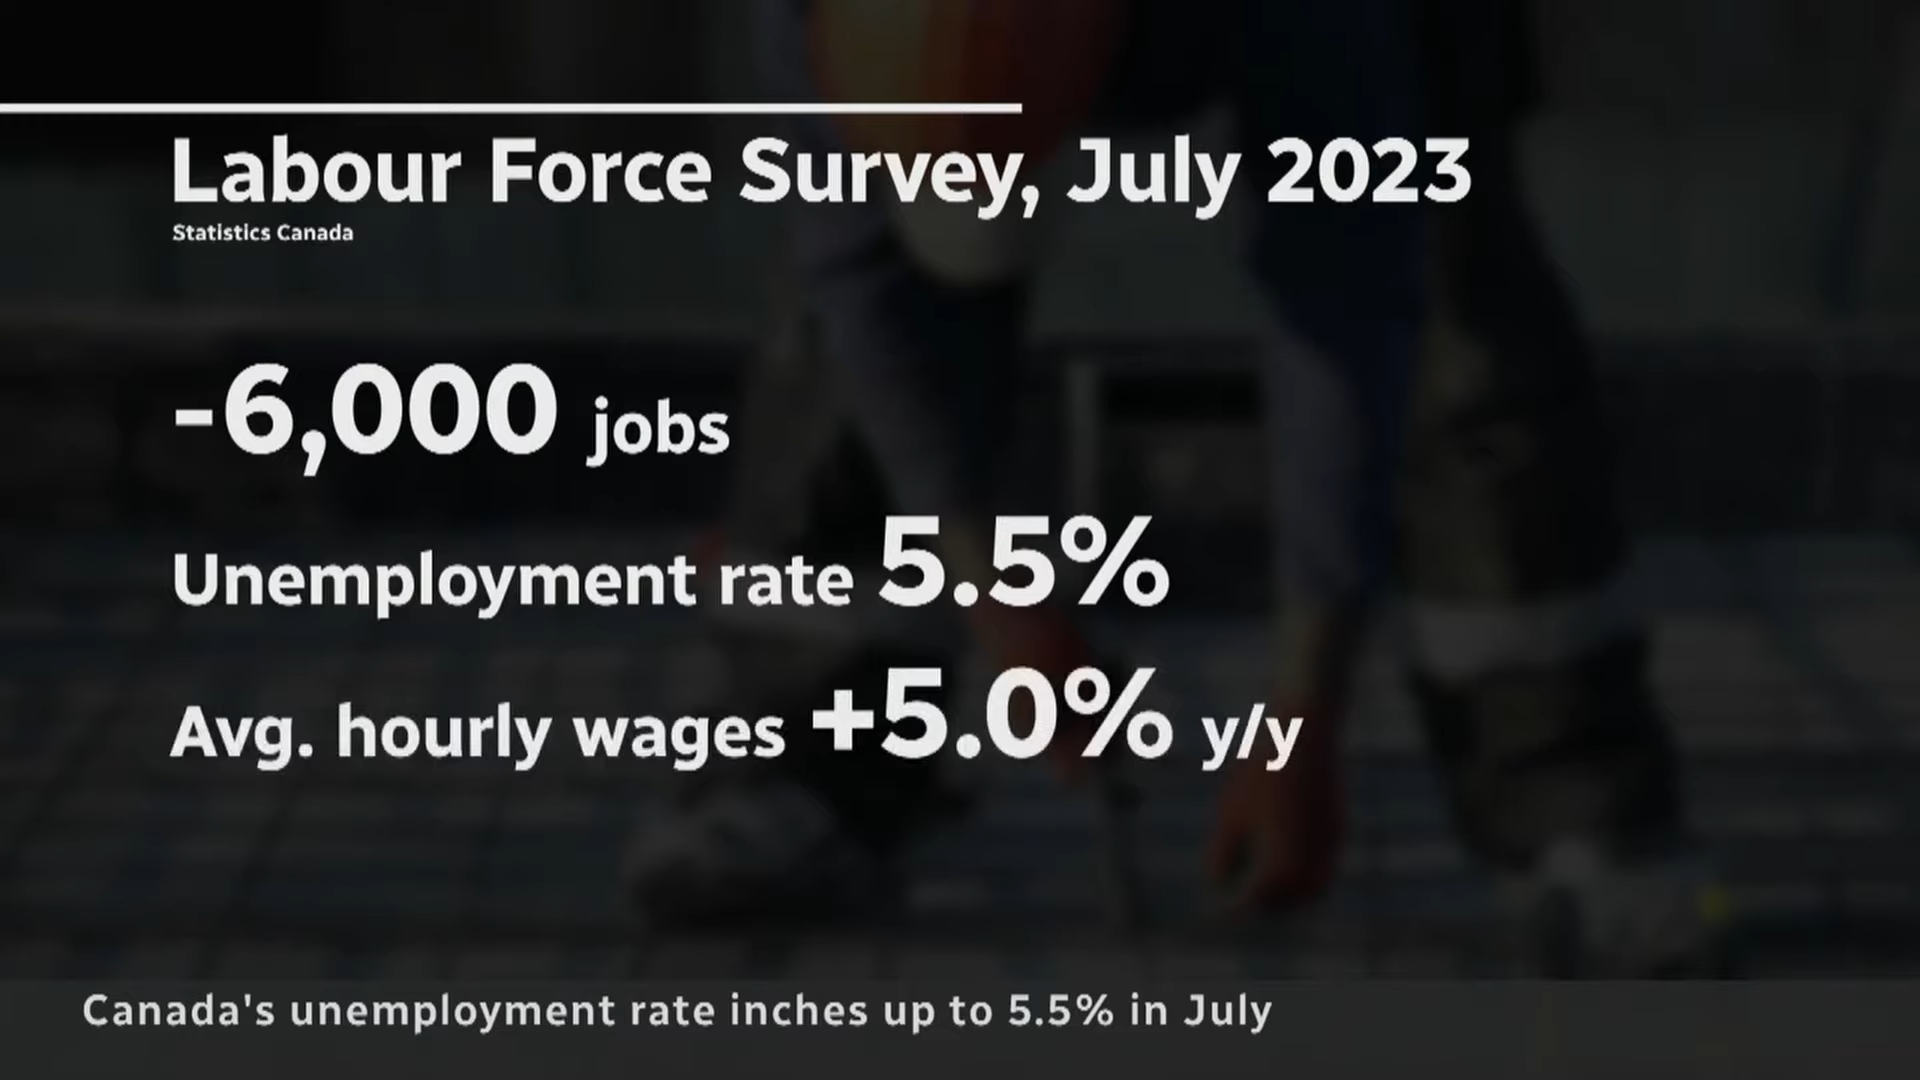 Labour Force Survey, July 2023
Statistics Canada
-6,000 jobs
Unemployment rate 5.5%
Avg. hourly wages +5.0% y/y
Canada's unemployment rate inches up to 5.5% in July